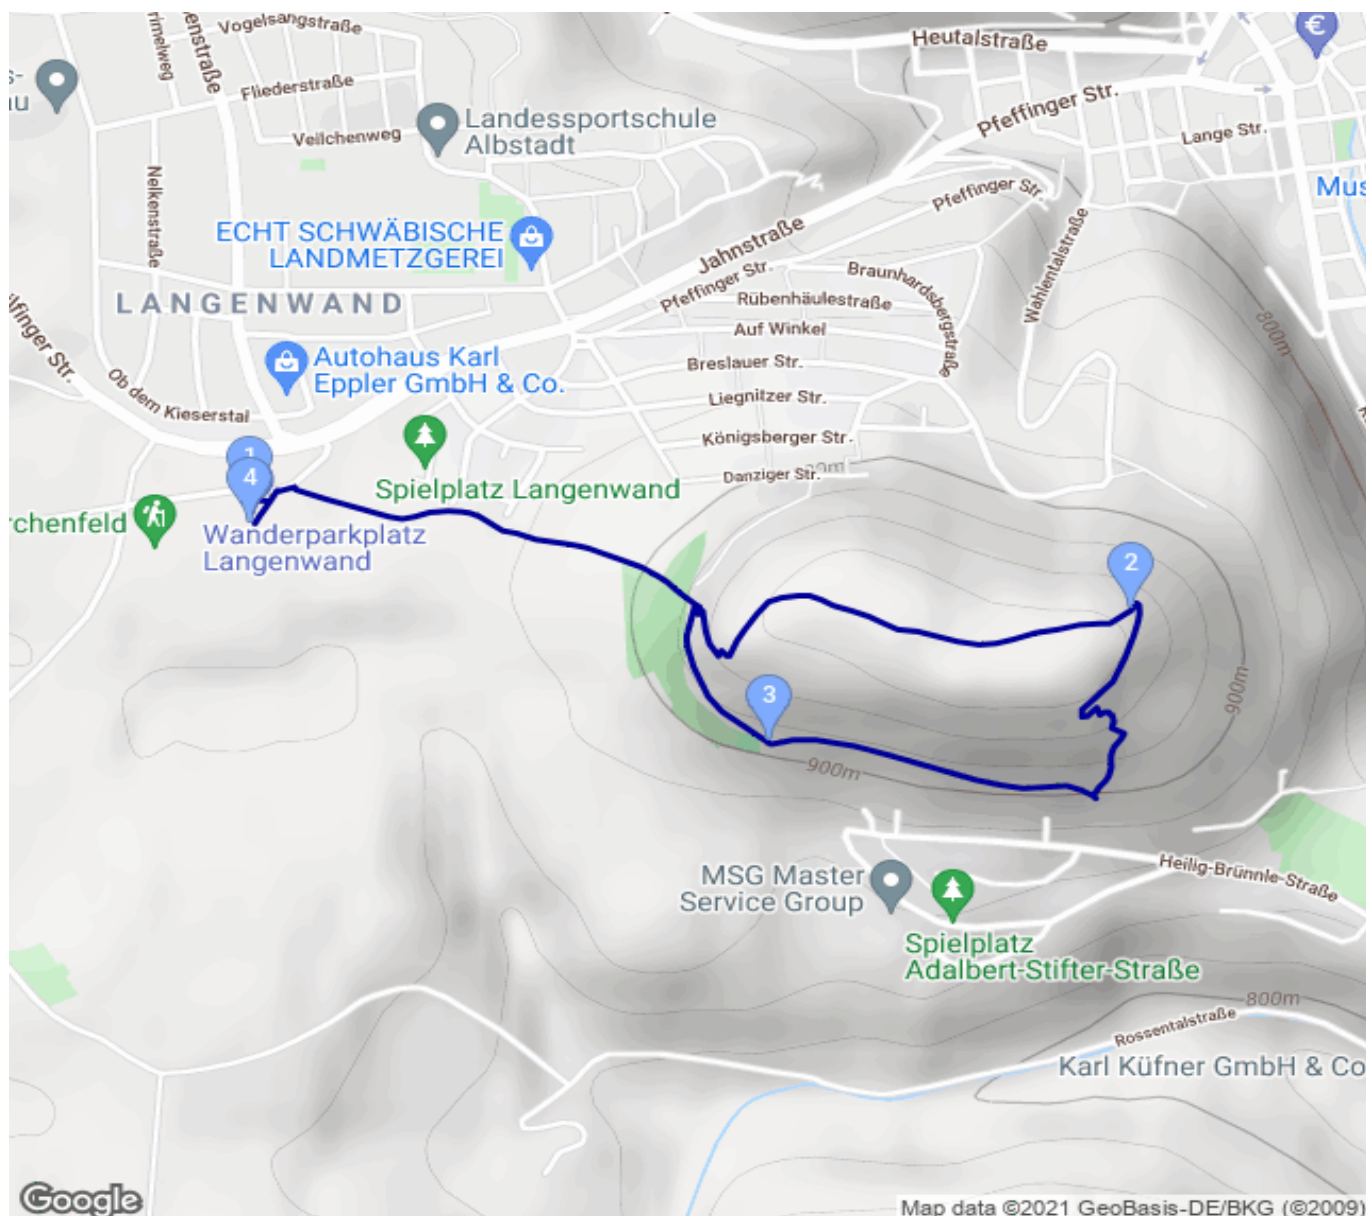 Vogelsangstraße
Heutalstraße
€
Fliederstraße
Pfeffinger Str.
Landessportschule
Albstadt
Veilchenweg
Lange Str.
Nelkenstraße
Pfeffinger Str.
ECHT SCHWÄBISCHE
LANDMETZGEREI
Jahnstraße
Wahlentalstraße
Braunhardsbergstraße
Pfeffinger Str.
Rübenhäulestraße
LANGENWAND
Auf Winkel
800m
Autohaus Karl
Eppler GmbH & Co.
Breslauer Str.
Ob dem Kieserstal
Liegnitzer Str.
Königsberger Str.
1
4
Danziger Str.
Spielplatz Langenwand
Wanderparkplatz
Langenwand
2
3
900m
900m
MSG Master
Service Group
Heilig-Brünnle-Straße
Spielplatz
Adalbert-Stifter-Straße
800m
Rossentalstraße
Karl Küfner GmbH & Co
Google
Map data ©2021 GeoBasis-DE/BKG (©2009)